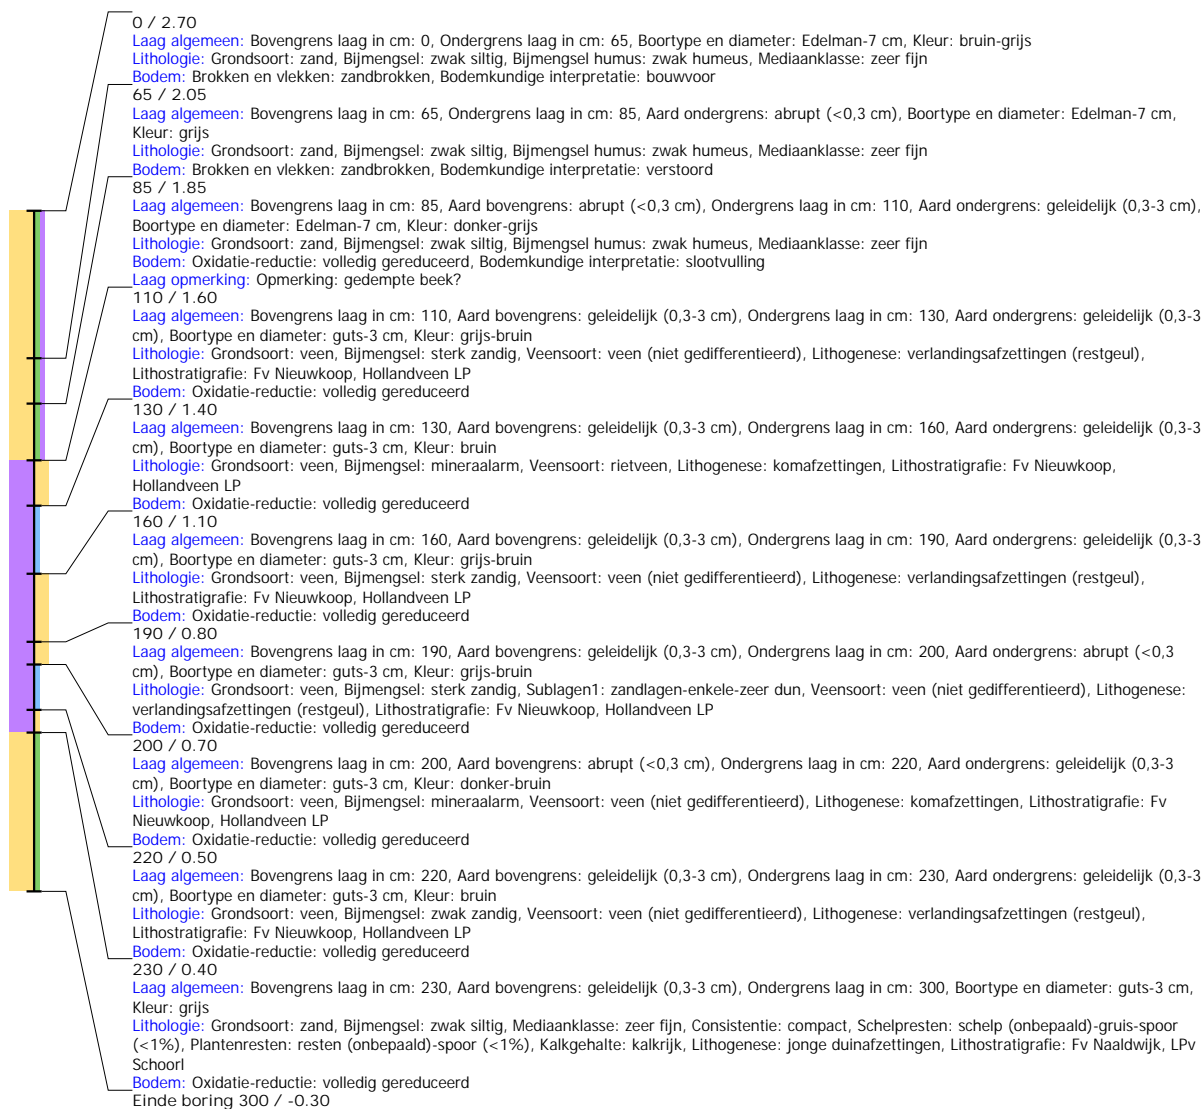 0 / 2.70
Laag algemeen: Bovengrens laag in cm: 0, Ondergrens laag in cm: 65, Boortype en diameter: Edelman-7 cm, Kleur: bruin-grijs
Lithologie: Grondsoort: zand, Bijmengsel: zwak siltig, Bijmengsel humus: zwak humeus, Mediaanklasse: zeer fijn
Bodem: Brokken en vlekken: zandbrokken, Bodemkundige interpretatie: bouwvoor
65 / 2.05
Laag algemeen: Bovengrens laag in cm: 65, Ondergrens laag in cm: 85, Aard ondergrens: abrupt (<0,3 cm), Boortype en diameter: Edelman-7 cm,
Kleur: grijs
Lithologie: Grondsoort: zand, Bijmengsel: zwak siltig, Bijmengsel humus: zwak humeus, Mediaanklasse: zeer fijn
Bodem: Brokken en vlekken: zandbrokken, Bodemkundige interpretatie: verstoord
85 / 1.85
Laag algemeen: Bovengrens laag in cm: 85, Aard bovengrens: abrupt (<0,3 cm), Ondergrens laag in cm: 110, Aard ondergrens: geleidelijk (0,3-3 cm),
Boortype en diameter: Edelman-7 cm, Kleur: donker-grijs
Lithologie: Grondsoort: zand, Bijmengsel: zwak siltig, Bijmengsel humus: zwak humeus, Mediaanklasse: zeer fijn
Bodem: Oxidatie-reductie: volledig gereduceerd, Bodemkundige interpretatie: slootvulling
Laag opmerking: Opmerking: gedempte beek?
110 / 1.60
Laag algemeen: Bovengrens laag in cm: 110, Aard bovengrens: geleidelijk (0,3-3 cm), Ondergrens laag in cm: 130, Aard ondergrens: geleidelijk (0,3-3
cm), Boortype en diameter: guts-3 cm, Kleur: grijs-bruin
Lithologie: Grondsoort: veen, Bijmengsel: sterk zandig, Veensoort: veen (niet gedifferentieerd), Lithogenese: verlandingsafzettingen (restgeul),
Lithostratigrafie: Fv Nieuwkoop, Hollandveen LP
Bodem: Oxidatie-reductie: volledig gereduceerd
130 / 1.40
Laag algemeen: Bovengrens laag in cm: 130, Aard bovengrens: geleidelijk (0,3-3 cm), Ondergrens laag in cm: 160, Aard ondergrens: geleidelijk (0,3-3
cm), Boortype en diameter: guts-3 cm, Kleur: bruin
Lithologie: Grondsoort: veen, Bijmengsel: mineraalarm, Veensoort: rietveen, Lithogenese: komafzettingen, Lithostratigrafie: Fv Nieuwkoop,
Hollandveen LP
Bodem: Oxidatie-reductie: volledig gereduceerd
160 / 1.10
Laag algemeen: Bovengrens laag in cm: 160, Aard bovengrens: geleidelijk (0,3-3 cm), Ondergrens laag in cm: 190, Aard ondergrens: geleidelijk (0,3-3
cm), Boortype en diameter: guts-3 cm, Kleur: grijs-bruin
Lithologie: Grondsoort: veen, Bijmengsel: sterk zandig, Veensoort: veen (niet gedifferentieerd), Lithogenese: verlandingsafzettingen (restgeul),
Lithostratigrafie: Fv Nieuwkoop, Hollandveen LP
Bodem: Oxidatie-reductie: volledig gereduceerd
190 / 0.80
Laag algemeen: Bovengrens laag in cm: 190, Aard bovengrens: geleidelijk (0,3-3 cm), Ondergrens laag in cm: 200, Aard ondergrens: abrupt (<0,3
cm), Boortype en diameter: guts-3 cm, Kleur: grijs-bruin
Lithologie: Grondsoort: veen, Bijmengsel: sterk zandig, Sublagen1: zandlagen-enkele-zeer dun, Veensoort: veen (niet gedifferentieerd), Lithogenese:
verlandingsafzettingen (restgeul), Lithostratigrafie: Fv Nieuwkoop, Hollandveen LP
Bodem: Oxidatie-reductie: volledig gereduceerd
200 / 0.70
Laag algemeen: Bovengrens laag in cm: 200, Aard bovengrens: abrupt (<0,3 cm), Ondergrens laag in cm: 220, Aard ondergrens: geleidelijk (0,3-3
cm), Boortype en diameter: guts-3 cm, Kleur: donker-bruin
Lithologie: Grondsoort: veen, Bijmengsel: mineraalarm, Veensoort: veen (niet gedifferentieerd), Lithogenese: komafzettingen, Lithostratigrafie: Fv
Nieuwkoop, Hollandveen LP
Bodem: Oxidatie-reductie: volledig gereduceerd
220 / 0.50
Laag algemeen: Bovengrens laag in cm: 220, Aard bovengrens: geleidelijk (0,3-3 cm), Ondergrens laag in cm: 230, Aard ondergrens: geleidelijk (0,3-3
cm), Boortype en diameter: guts-3 cm, Kleur: bruin
Lithologie: Grondsoort: veen, Bijmengsel: zwak zandig, Veensoort: veen (niet gedifferentieerd), Lithogenese: verlandingsafzettingen (restgeul),
Lithostratigrafie: Fv Nieuwkoop, Hollandveen LP
Bodem: Oxidatie-reductie: volledig gereduceerd
230 / 0.40
Laag algemeen: Bovengrens laag in cm: 230, Aard bovengrens: geleidelijk (0,3-3 cm), Ondergrens laag in cm: 300, Boortype en diameter: guts-3 cm,
Kleur: grijs
Lithologie: Grondsoort: zand, Bijmengsel: zwak siltig, Mediaanklasse: zeer fijn, Consistentie: compact, Schelpresten: schelp (onbepaald)-gruis-spoor
(<1%), Plantenresten: resten (onbepaald)-spoor (<1%), Kalkgehalte: kalkrijk, Lithogenese: jonge duinafzettingen, Lithostratigrafie: Fv Naaldwijk, LPv
Schoorl
Bodem: Oxidatie-reductie: volledig gereduceerd
Einde boring 300 / -0.30